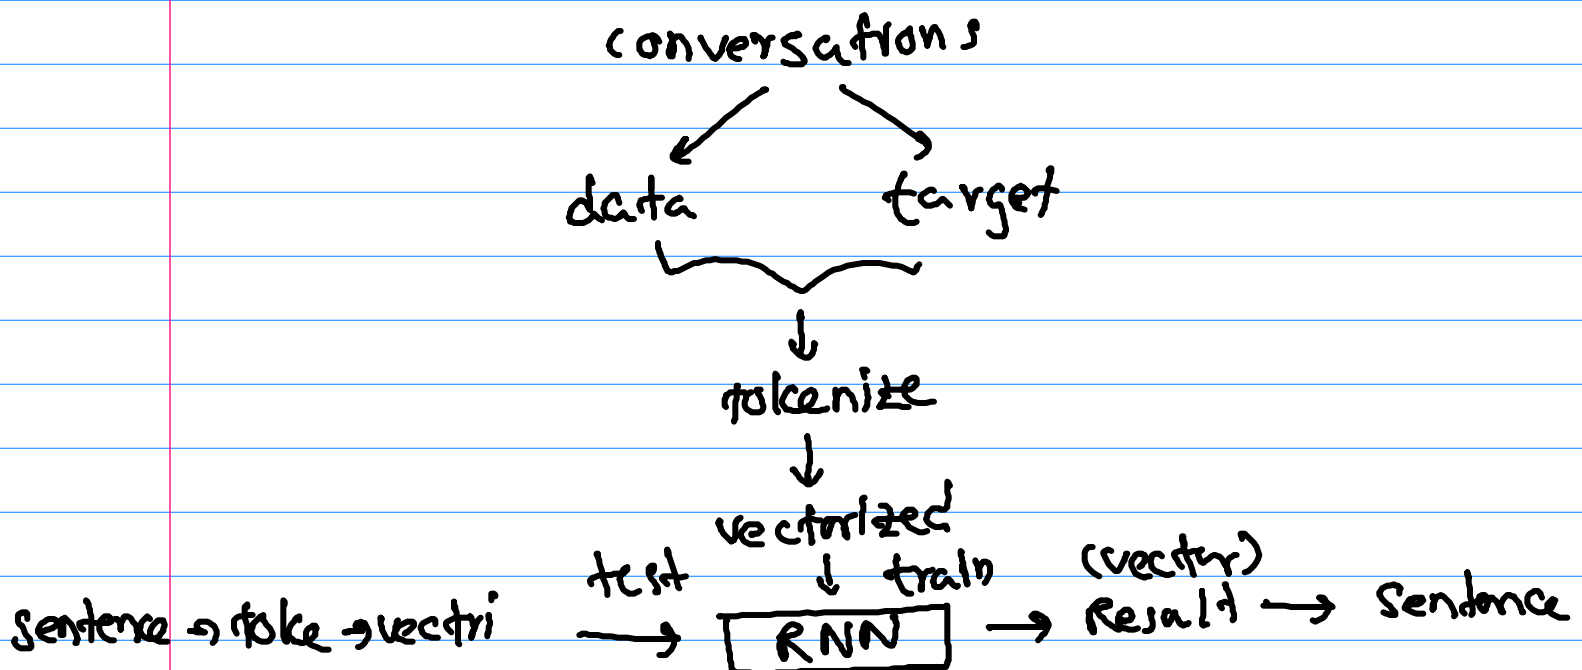 conversations
data target
tokenize
vectorized
test train (vector)
sentence → toke → vectri → RNN → Result → Sentence